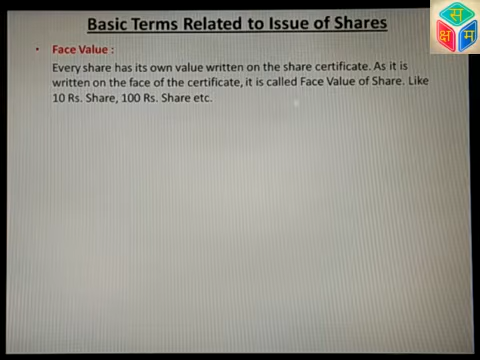 Basic Terms Related to Issue of Shares
स
क्ष म
• Face Value :
Every share has its own value written on the share certificate. As it is
written on the face of the certificate, it is called Face Value of Share. Like
10 Rs. Share, 100 Rs. Share etc.